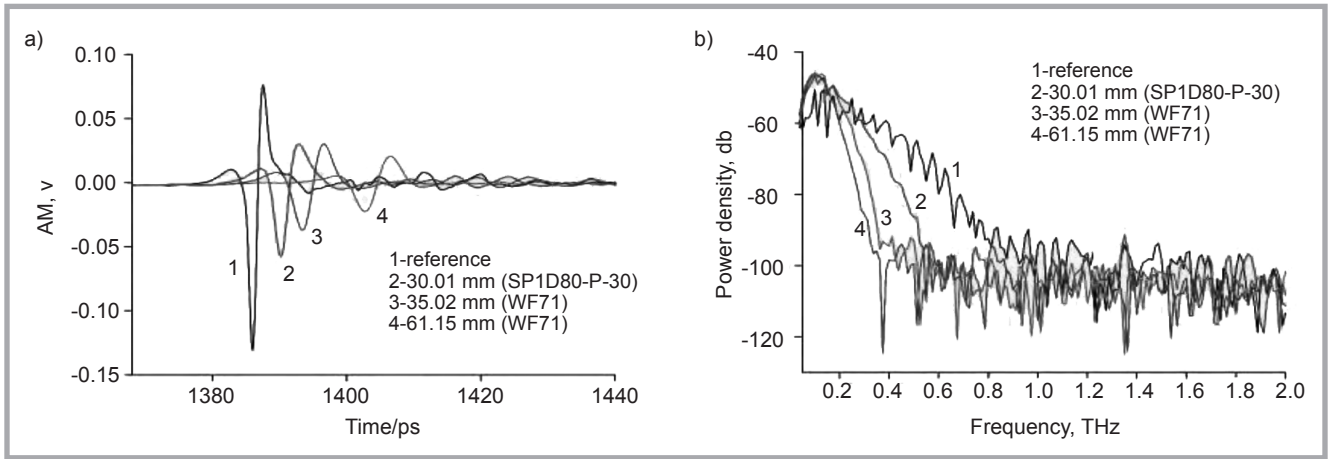 a)
0.10
0.05
0.00
-0.05
-0.10
-0.15
AM, v
1
2
3
4
1-reference
2-30.01 mm (SP1D80-P-30)
3-35.02 mm (WF71)
4-61.15 mm (WF71)
1380 1400 1420 1440
Time/ps
b)
-40
-60
-80
-100
-120
Power density, db
1-reference
2-30.01 mm (SP1D80-P-30)
3-35.02 mm (WF71)
4-61.15 mm (WF71)
1
2
3
4
0.2 0.4 0.6 0.8 1.0 1.2 1.4 1.6 1.8 2.0
Frequency, THz